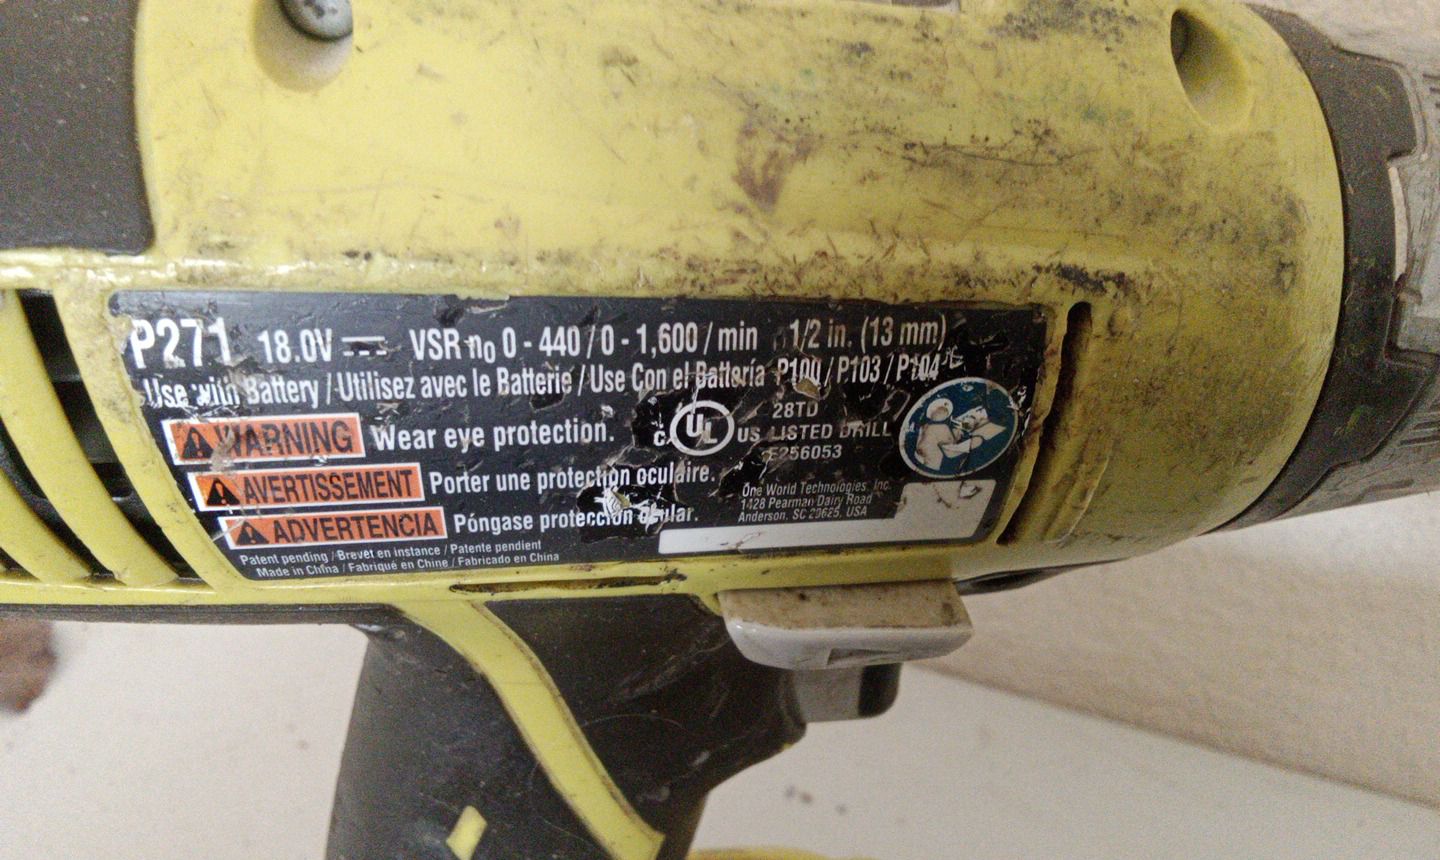 P271 18.0V VSR n₀ 0 - 440 / 0 - 1,600 / min 1/2 in. (13 mm)
Use with Battery / Utilisez avec le Batterie / Use Con el Battería P100 / P103 / P104
WARNING Wear eye protection.
AVERTISSEMENT Porter une protection oculaire.
ADVERTENCIA Póngase protección ocular.
Patent pending / Brevet en instance / Patente pendient
Made in China / Fabriqué en Chine / Fabricado en China
C UL US
28TD
LISTED DRILL
E256053
One World Technologies, Inc.
1428 Pearman Dairy Road
Anderson, SC 29625, USA